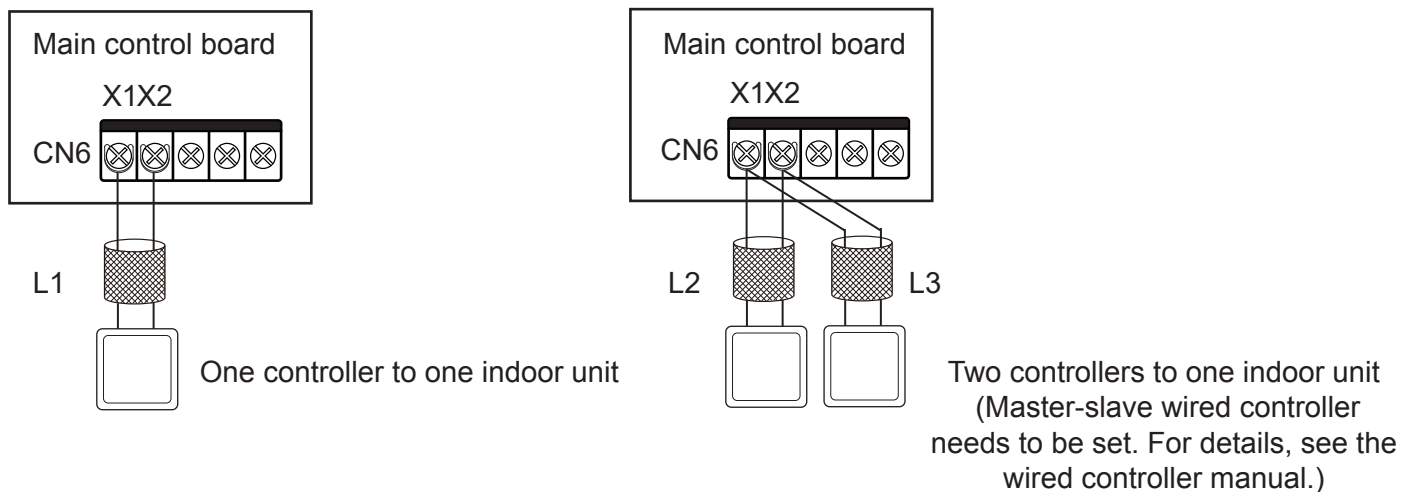 Main control board
X1X2
CN6
L1
One controller to one indoor unit
Main control board
X1X2
CN6
L2
L3
Two controllers to one indoor unit
(Master-slave wired controller
needs to be set. For details, see the
wired controller manual.)